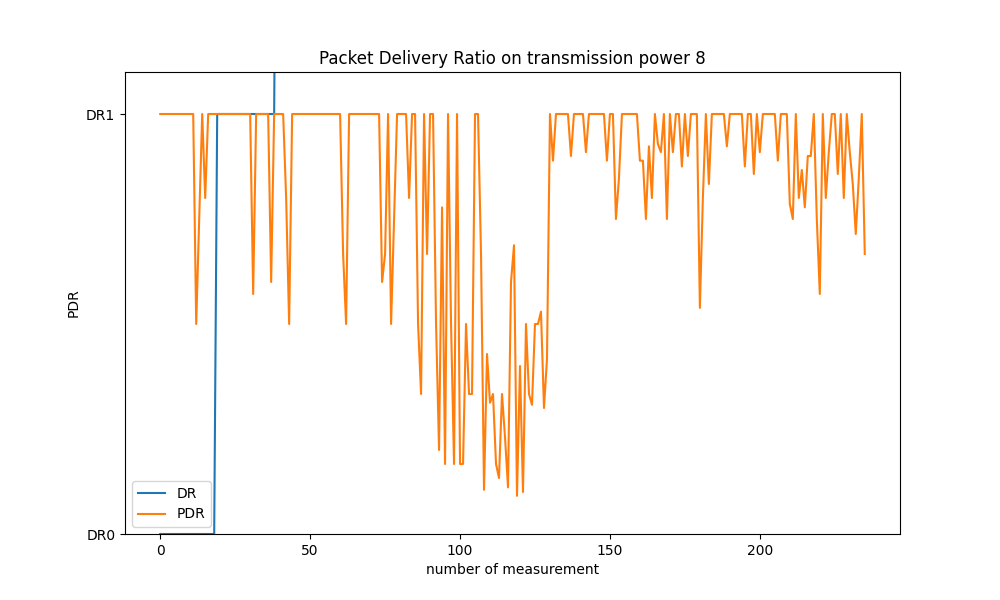 Packet Delivery Ratio on transmission power 8
DR1
PDR
DR0
DR
PDR
0 50 100 150 200
number of measurement